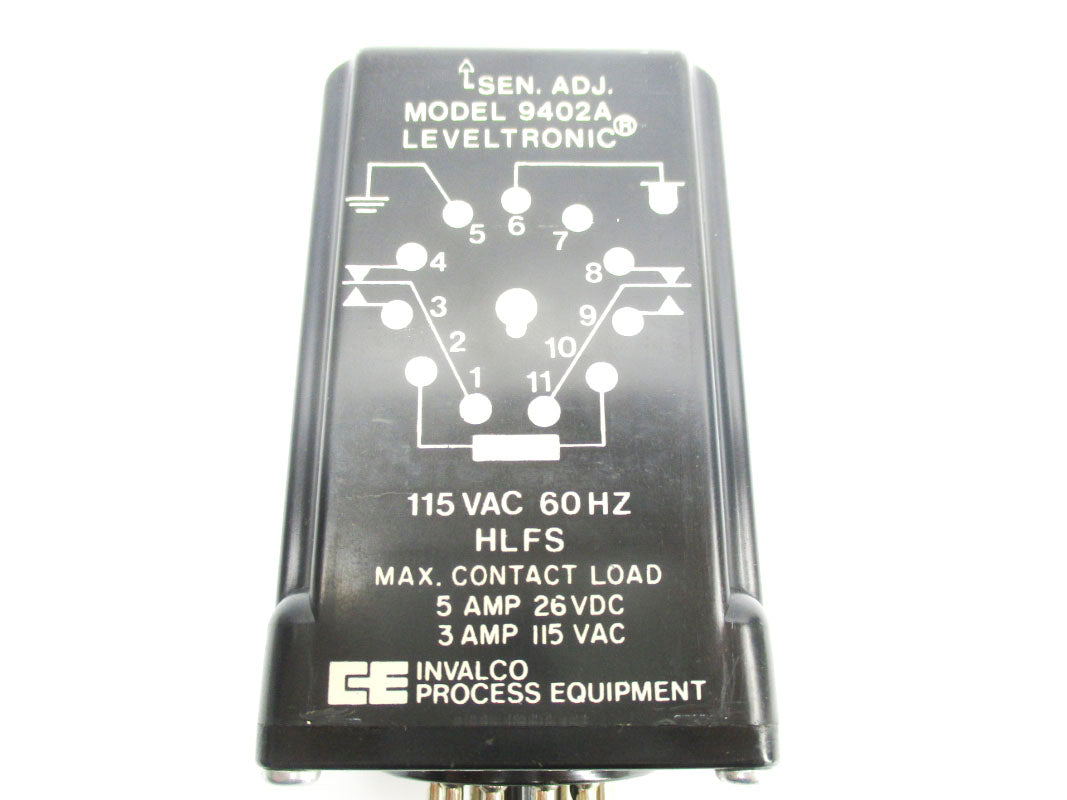 SEN. ADJ.
MODEL 9402A
LEVELTRONIC®
5 6 7
4 8
3 9
2 10
1 11
115 VAC 60 HZ
HLFS
MAX. CONTACT LOAD
5 AMP 26 VDC
3 AMP 115 VAC
CE INVALCO
PROCESS EQUIPMENT